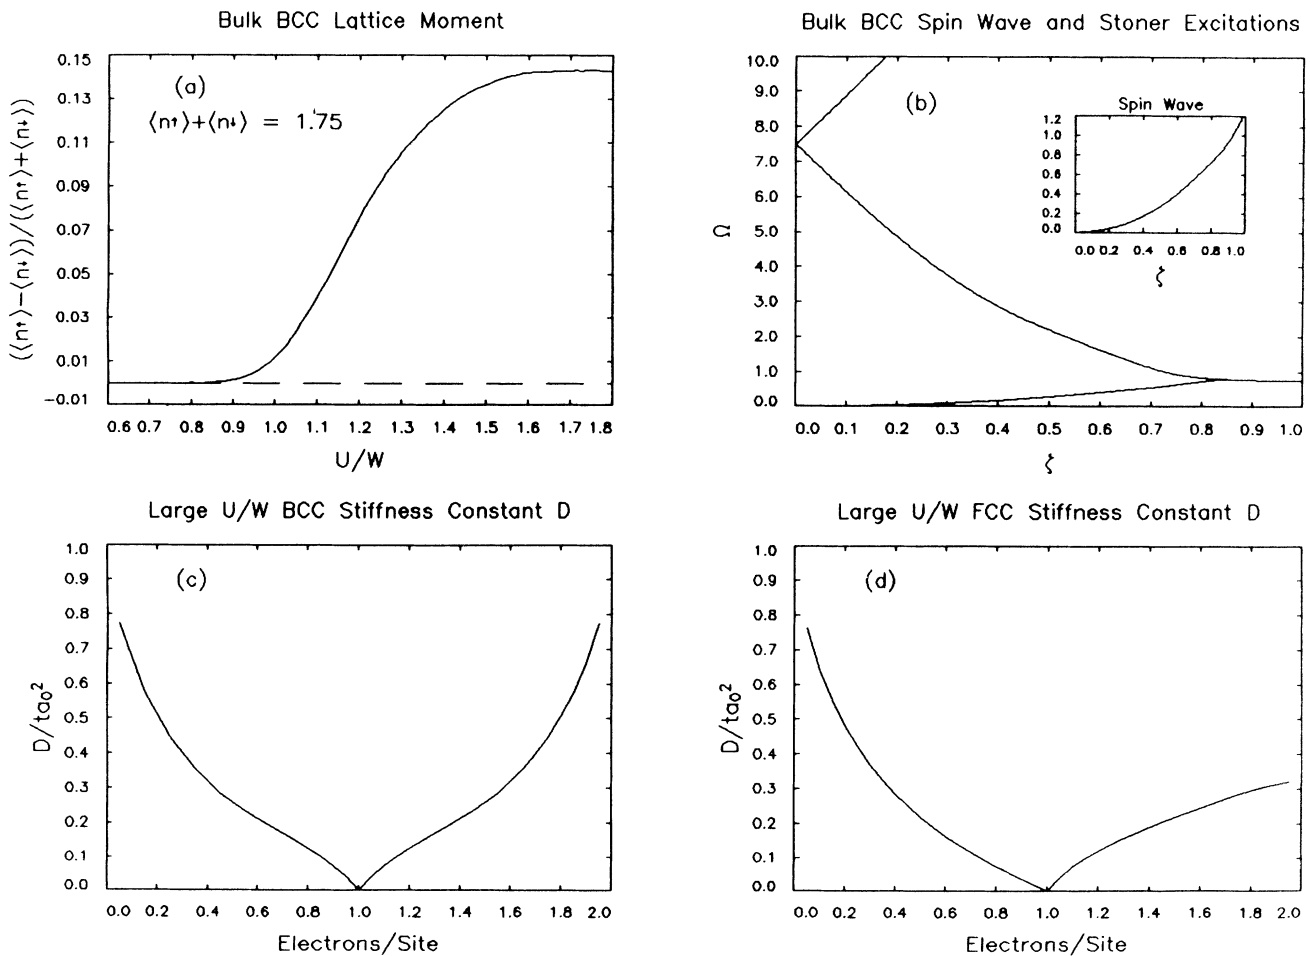 Bulk BCC Lattice Moment
(a)
⟨n↑⟩+⟨n↓⟩ = 1.75
(⟨n↑⟩−⟨n↓⟩)/(⟨n↑⟩+⟨n↓⟩)
0.15
0.13
0.11
0.09
0.07
0.05
0.03
0.01
−0.01
0.6 0.7 0.8 0.9 1.0 1.1 1.2 1.3 1.4 1.5 1.6 1.7 1.8
U/W
Bulk BCC Spin Wave and Stoner Excitations
(b)
Ω
10.0
9.0
8.0
7.0
6.0
5.0
4.0
3.0
2.0
1.0
0.0
0.0 0.1 0.2 0.3 0.4 0.5 0.6 0.7 0.8 0.9 1.0
ζ
Spin Wave
1.2
1.0
0.8
0.6
0.4
0.2
0.0
0.0 0.2 0.4 0.6 0.8 1.0
ζ
Large U/W BCC Stiffness Constant D
(c)
D/ta₀²
1.0
0.9
0.8
0.7
0.6
0.5
0.4
0.3
0.2
0.1
0.0
0.0 0.2 0.4 0.6 0.8 1.0 1.2 1.4 1.6 1.8 2.0
Electrons/Site
Large U/W FCC Stiffness Constant D
(d)
D/ta₀²
1.0
0.9
0.8
0.7
0.6
0.5
0.4
0.3
0.2
0.1
0.0
0.0 0.2 0.4 0.6 0.8 1.0 1.2 1.4 1.6 1.8 2.0
Electrons/Site